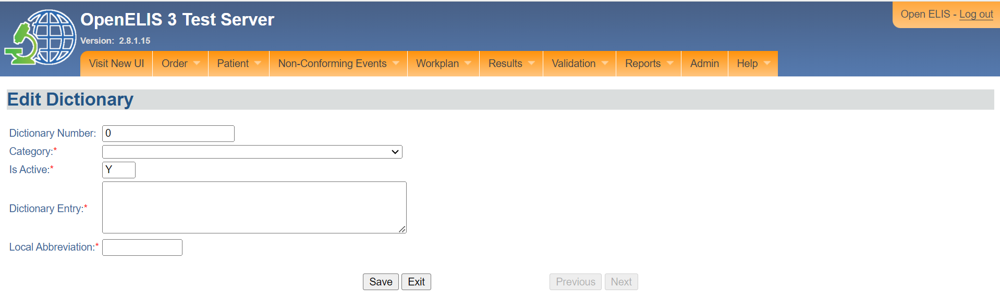 OpenELIS 3 Test Server
Open ELIS - Log out
Version: 2.8.1.15
Visit New UI Order Patient Non-Conforming Events Workplan Results Validation Reports Admin Help
Edit Dictionary
Dictionary Number: 0
Category:*
Is Active:* Y
Dictionary Entry:*
Local Abbreviation:*
Save Exit Previous Next